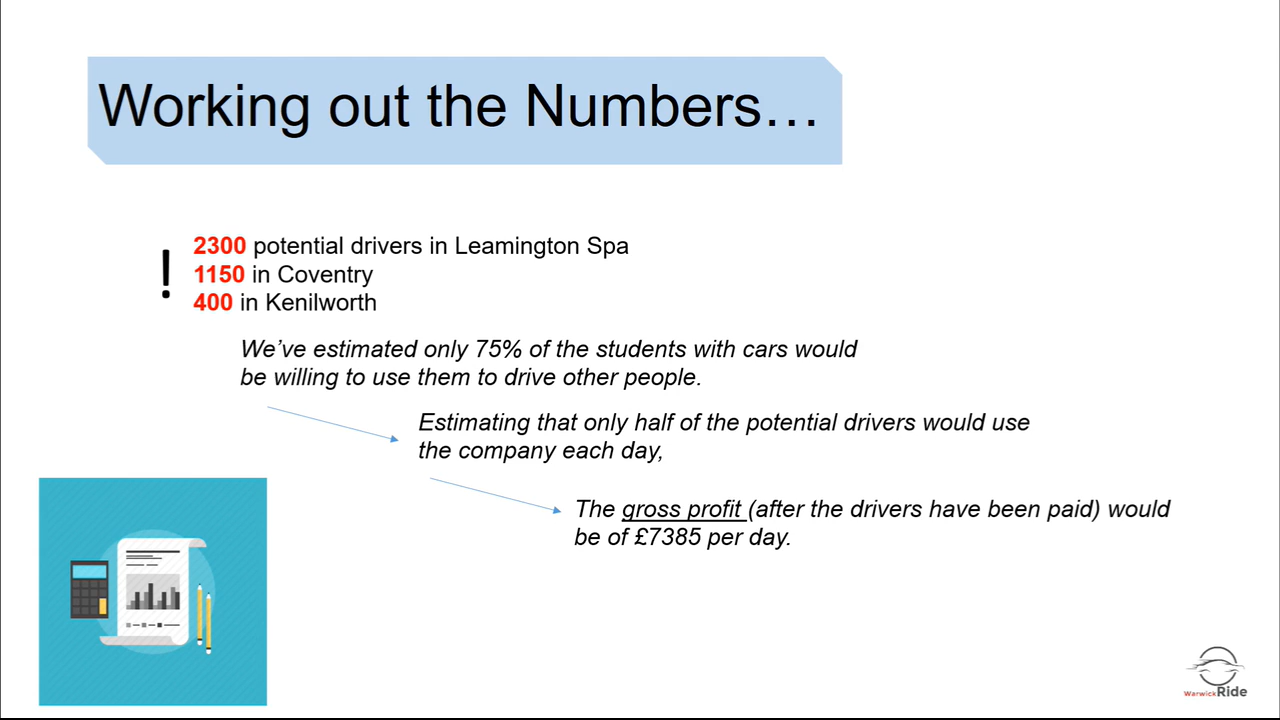 Working out the Numbers…
!
2300 potential drivers in Leamington Spa
1150 in Coventry
400 in Kenilworth
We've estimated only 75% of the students with cars would
be willing to use them to drive other people.
Estimating that only half of the potential drivers would use
the company each day,
The gross profit (after the drivers have been paid) would
be of £7385 per day.
WarwickRide